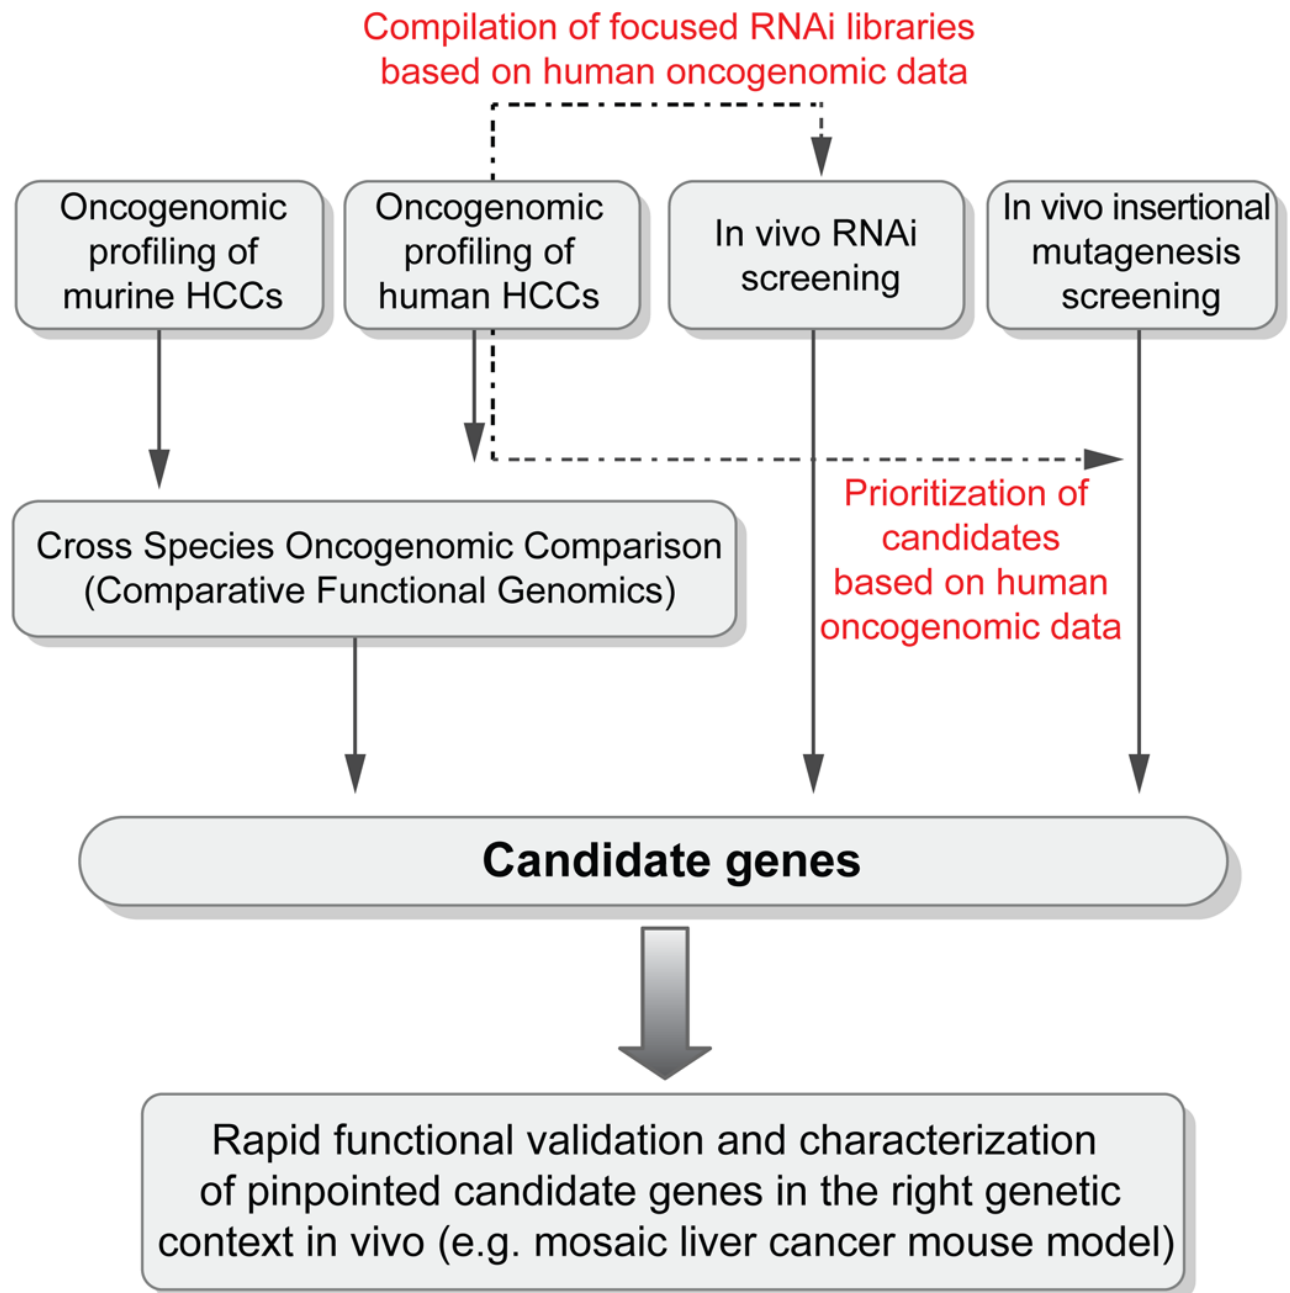 Compilation of focused RNAi libraries
based on human oncogenomic data
Oncogenomic
profiling of
murine HCCs
Oncogenomic
profiling of
human HCCs
In vivo RNAi
screening
In vivo insertional
mutagenesis
screening
Prioritization of
candidates
based on human
oncogenomic data
Cross Species Oncogenomic Comparison
(Comparative Functional Genomics)
Candidate genes
Rapid functional validation and characterization
of pinpointed candidate genes in the right genetic
context in vivo (e.g. mosaic liver cancer mouse model)